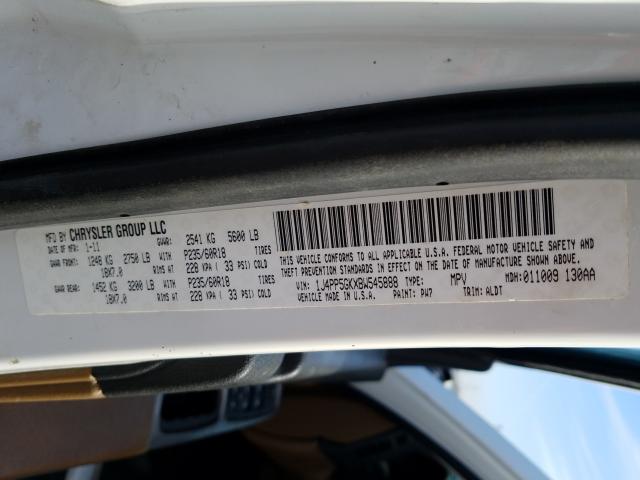 MFD BY CHRYSLER GROUP LLC
DATE OF MFR: 1-11 GVWR: 2541 KG 5600 LB
GAWR FRONT: 1248 KG 2750 LB WITH P235/60R18 TIRES
18X7.0 RIMS AT 228 KPA ( 33 PSI) COLD
GAWR REAR: 1452 KG 3200 LB WITH P235/60R18 TIRES
18X7.0 RIMS AT 228 KPA ( 33 PSI) COLD
THIS VEHICLE CONFORMS TO ALL APPLICABLE U.S.A. FEDERAL MOTOR VEHICLE SAFETY AND
THEFT PREVENTION STANDARDS IN EFFECT ON THE DATE OF MANUFACTURE SHOWN ABOVE.
VIN: 1J4PP5GKXBW545888 TYPE: MPV MDH: 011009 130AA
VEHICLE MADE IN U.S.A. PAINT: PW7 TRIM: ALDT